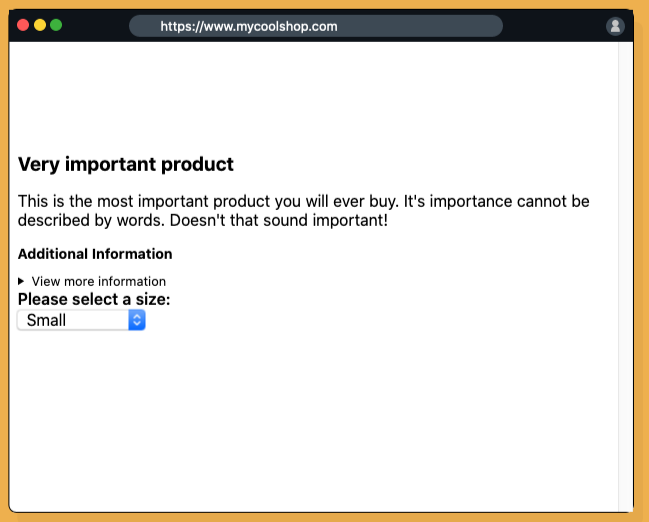 https://www.mycoolshop.com
Very important product
This is the most important product you will ever buy. It's importance cannot be
described by words. Doesn't that sound important!
Additional Information
View more information
Please select a size:
Small